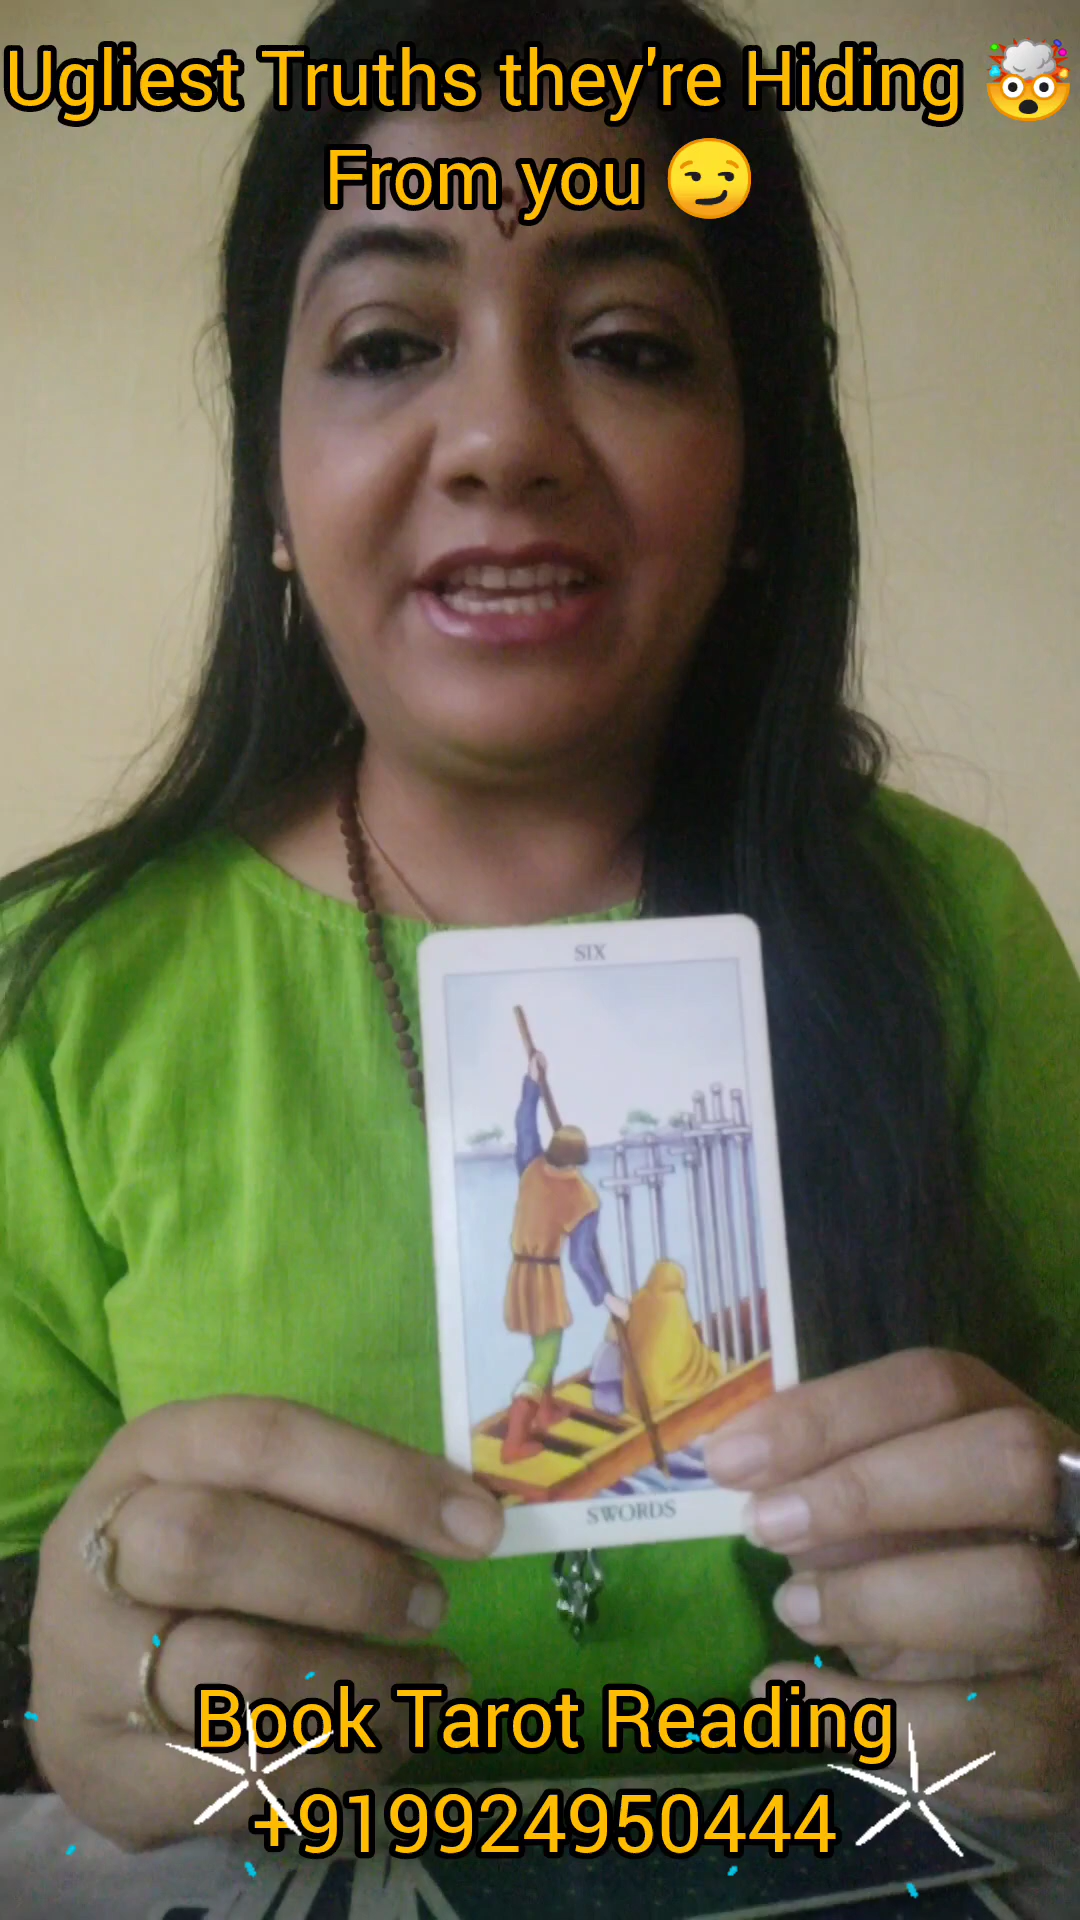 Ugliest Truths they're Hiding 🤯
From you 😏
SIX
SWORDS
Book Tarot Reading
+919924950444